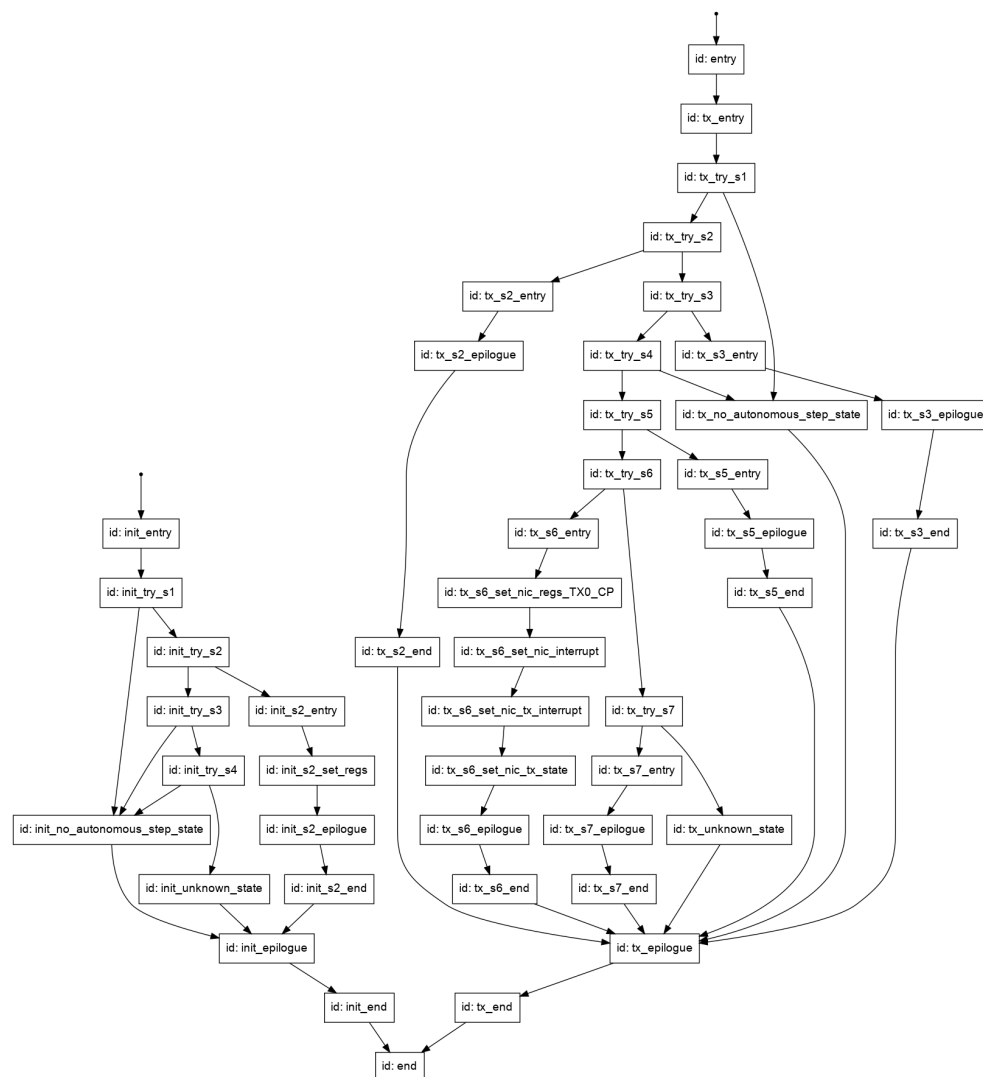 id: entry
id: tx_entry
id: tx_try_s1
id: tx_try_s2
id: tx_s2_entry
id: tx_try_s3
id: tx_s2_epilogue
id: tx_try_s4
id: tx_s3_entry
id: tx_try_s5
id: tx_no_autonomous_step_state
id: tx_s3_epilogue
id: tx_try_s6
id: tx_s5_entry
id: init_entry
id: tx_s6_entry
id: tx_s5_epilogue
id: tx_s3_end
id: init_try_s1
id: tx_s6_set_nic_regs_TX0_CP
id: tx_s5_end
id: init_try_s2
id: tx_s2_end
id: tx_s6_set_nic_interrupt
id: init_try_s3
id: init_s2_entry
id: tx_s6_set_nic_tx_interrupt
id: tx_try_s7
id: init_try_s4
id: init_s2_set_regs
id: tx_s6_set_nic_tx_state
id: tx_s7_entry
id: init_no_autonomous_step_state
id: init_s2_epilogue
id: tx_s6_epilogue
id: tx_s7_epilogue
id: tx_unknown_state
id: init_unknown_state
id: init_s2_end
id: tx_s6_end
id: tx_s7_end
id: init_epilogue
id: tx_epilogue
id: init_end
id: tx_end
id: end